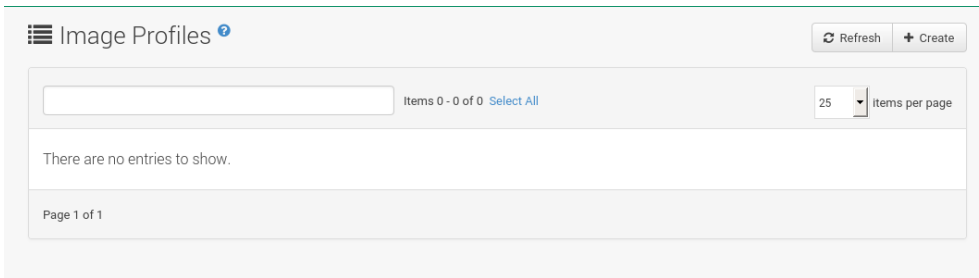 Image Profiles ?
Refresh + Create
Items 0 - 0 of 0 Select All 25 items per page
There are no entries to show.
Page 1 of 1